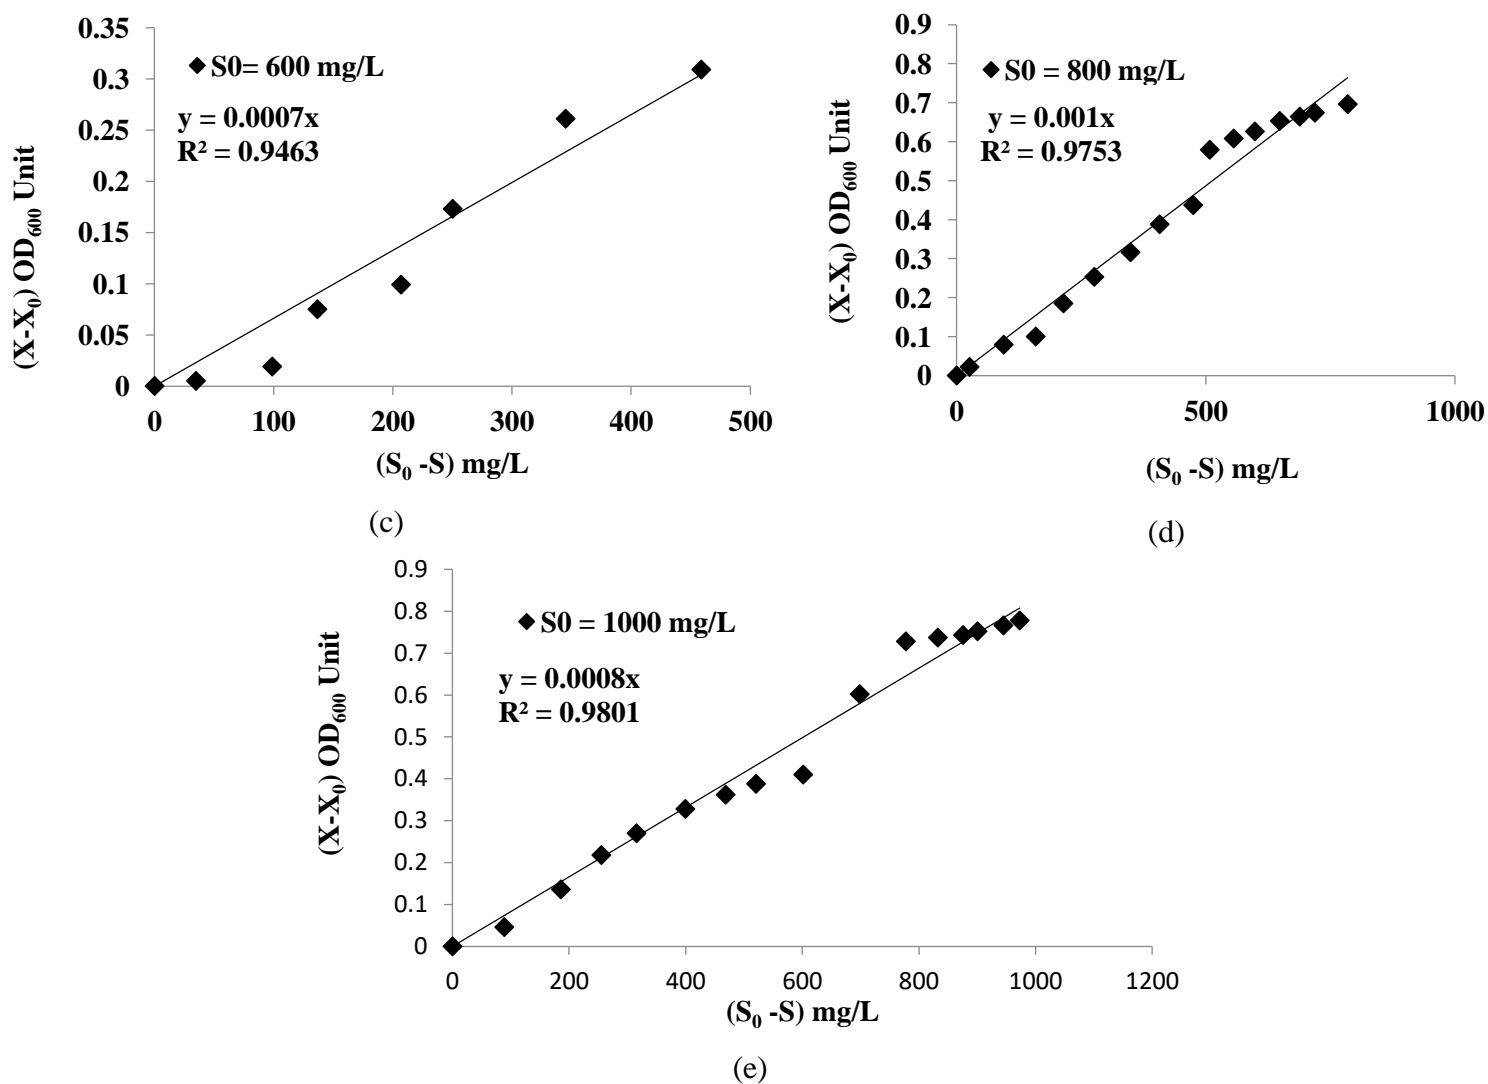 0.35
0.3
0.25
0.2
0.15
0.1
0.05
0
0 100 200 300 400 500
S0= 600 mg/L
y = 0.0007x
R² = 0.9463
(X-X₀) OD₆₀₀ Unit
(S₀ -S) mg/L
(c)
0.9
0.8
0.7
0.6
0.5
0.4
0.3
0.2
0.1
0
0 500 1000
S0 = 800 mg/L
y = 0.001x
R² = 0.9753
(X-X₀) OD₆₀₀ Unit
(S₀ -S) mg/L
(d)
0.9
0.8
0.7
0.6
0.5
0.4
0.3
0.2
0.1
0
0 200 400 600 800 1000 1200
S0 = 1000 mg/L
y = 0.0008x
R² = 0.9801
(X-X₀) OD₆₀₀ Unit
(S₀ -S) mg/L
(e)